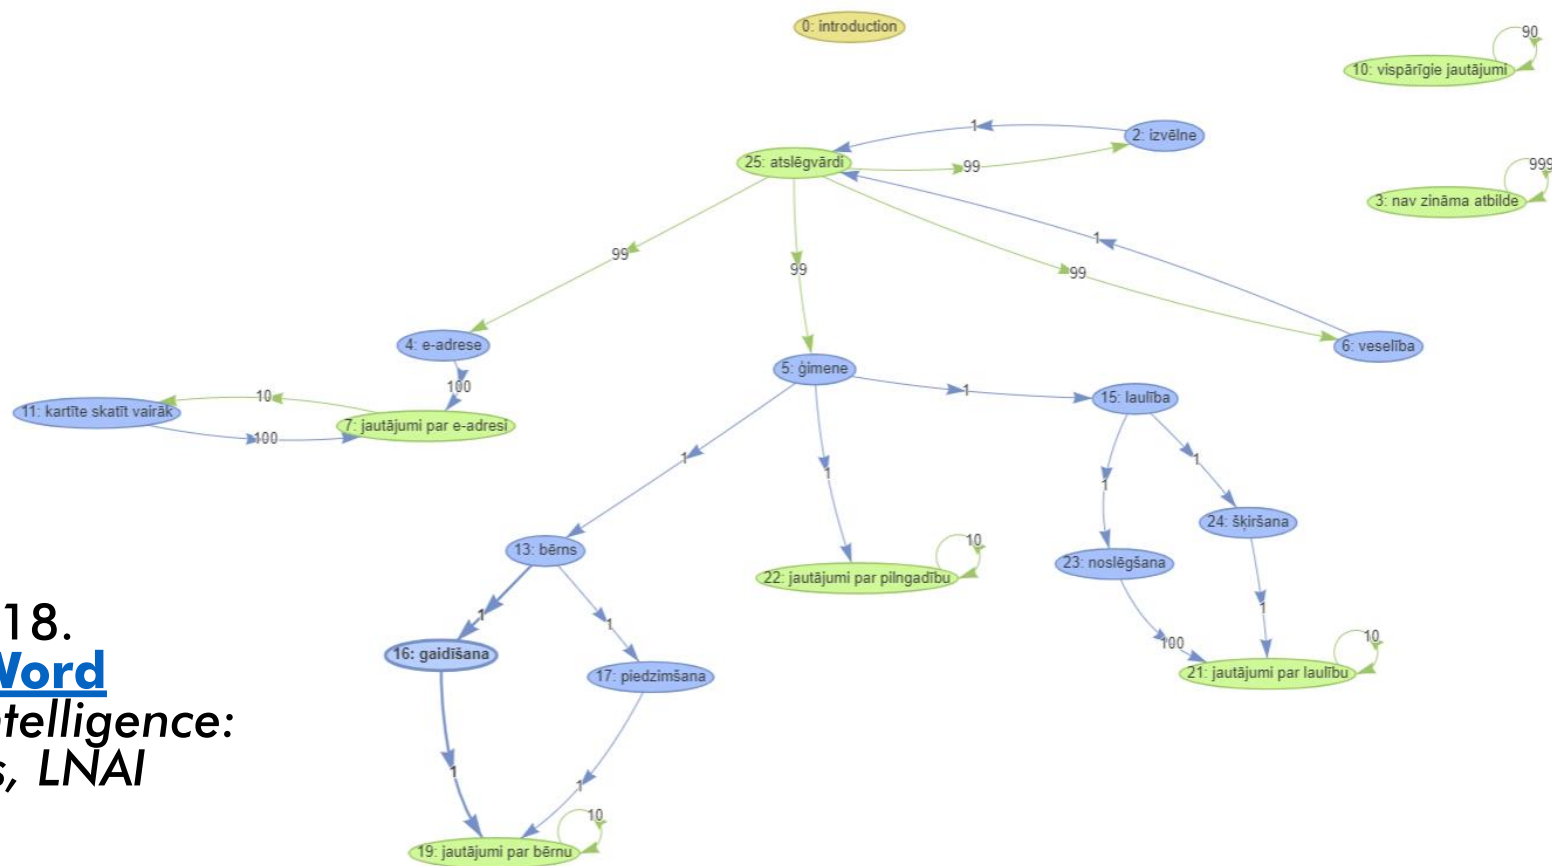 0: introduction
90
10: vispārīgie jautājumi
1
2: izvēlne
25: atslēgvārdi
99
999
3: nav zināma atbilde
1
99
99
99
4: e-adrese
6: veselība
5: ģimene
100
1
15: laulība
10
11: kartīte skatīt vairāk
7: jautājumi par e-adresi
100
1
1
1
1
24: šķiršana
13: bērns
10
23: noslēgšana
22: jautājumi par pilngadību
1
1
1
18.
Word
ntelligence:
s, LNAI
100
10
16: gaidīšana
17: piedzimšana
21: jautājumi par laulību
1
1
10
19: jautājumi par bērnu